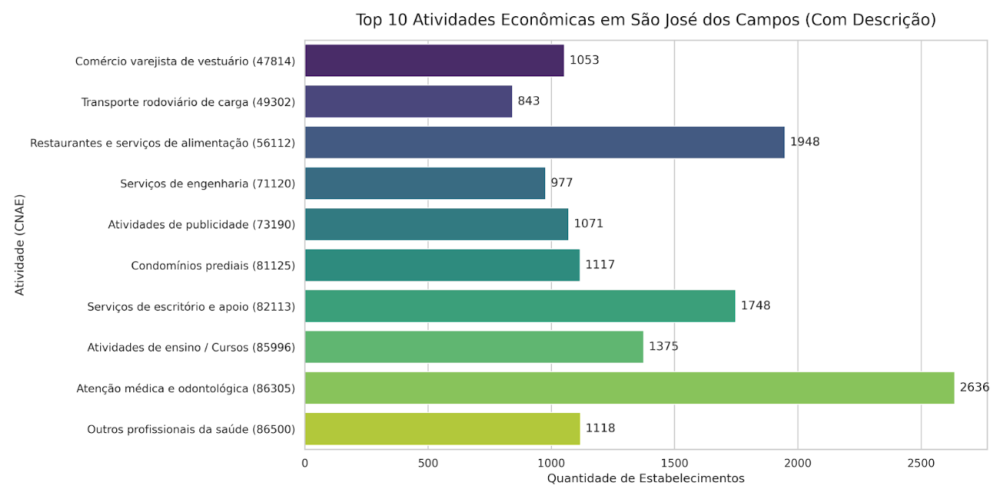 Top 10 Atividades Econômicas em São José dos Campos (Com Descrição)
Atividade (CNAE)
Comércio varejista de vestuário (47814) 1053
Transporte rodoviário de carga (49302) 843
Restaurantes e serviços de alimentação (56112) 1948
Serviços de engenharia (71120) 977
Atividades de publicidade (73190) 1071
Condomínios prediais (81125) 1117
Serviços de escritório e apoio (82113) 1748
Atividades de ensino / Cursos (85996) 1375
Atenção médica e odontológica (86305) 2636
Outros profissionais da saúde (86500) 1118
0 500 1000 1500 2000 2500
Quantidade de Estabelecimentos